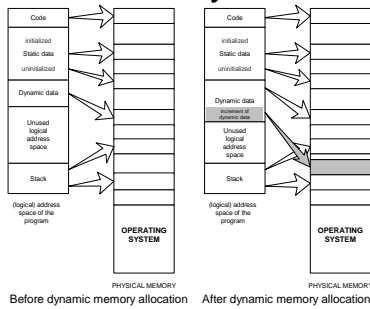 Code
initialized
Static data
uninitialized
Dynamic data
Unused
logical
address
space
Stack
(logical) address
space of the
program
OPERATING
SYSTEM
PHYSICAL MEMORY
Before dynamic memory allocation
Code
initialized
Static data
uninitialized
Dynamic data
Increment of
dynamic data
Unused
logical
address
space
Stack
(logical) address
space of the
program
OPERATING
SYSTEM
PHYSICAL MEMORY
After dynamic memory allocation